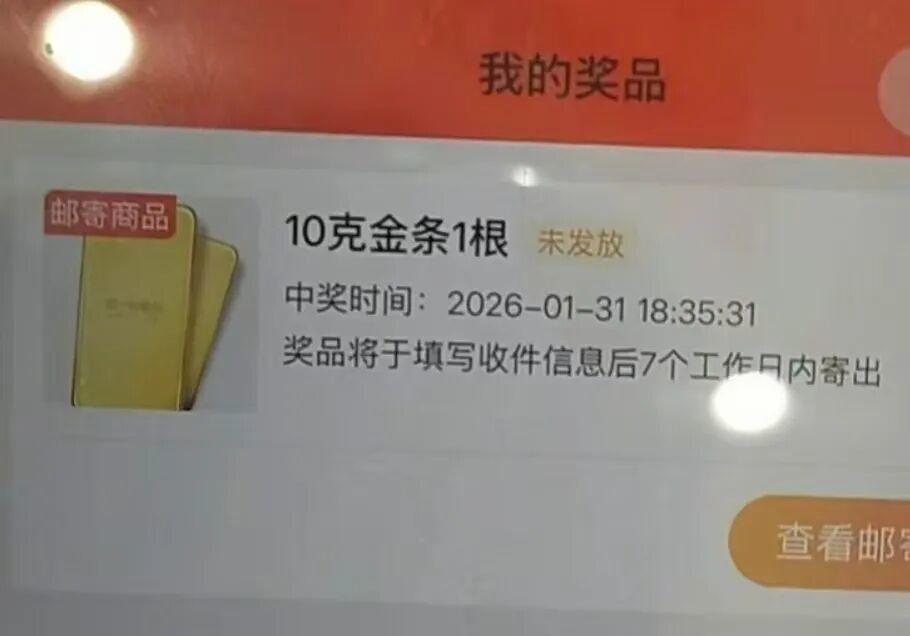 我的奖品
邮寄商品
10克金条1根 未发放
中奖时间：2026-01-31 18:35:31
奖品将于填写收件信息后7个工作日内寄出
查看邮寄